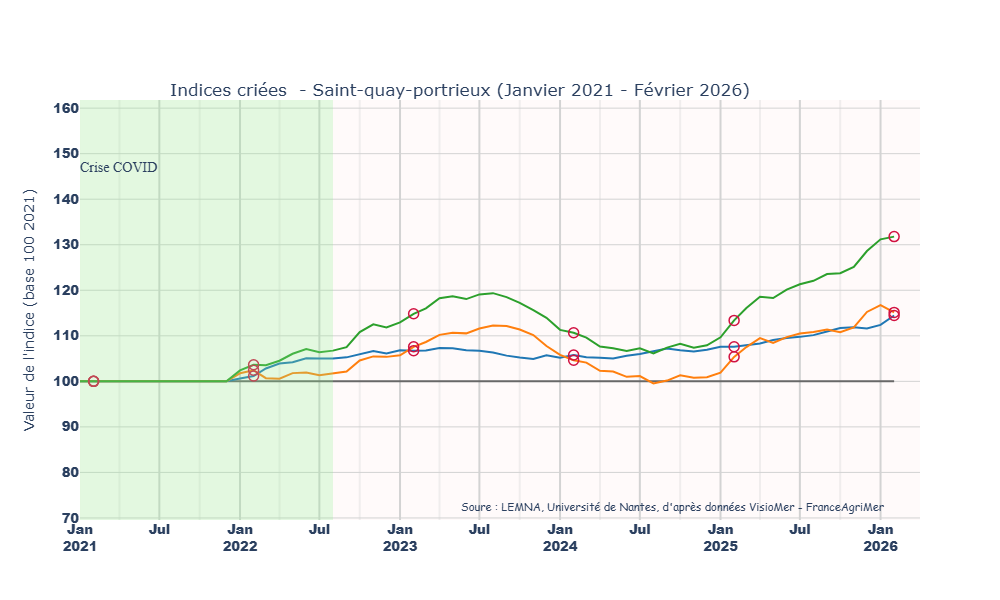 Indices criées - Saint-quay-portrieux (Janvier 2021 - Février 2026)
Valeur de l'indice (base 100 2021)
160
150
Crise COVID
140
130
120
110
100
90
80
70
Soure : LEMNA, Université de Nantes, d'après données VisioMer - FranceAgriMer
Jan Jul Jan Jul Jan Jul Jan Jul Jan Jul Jan
2021 2022 2023 2024 2025 2026